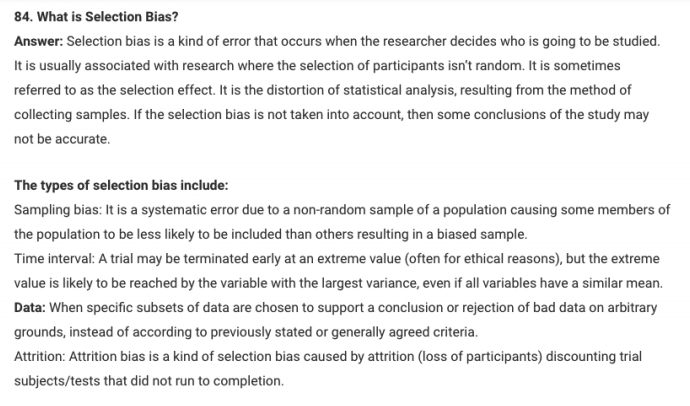 84. What is Selection Bias?
Answer: Selection bias is a kind of error that occurs when the researcher decides who is going to be studied.
It is usually associated with research where the selection of participants isn't random. It is sometimes
referred to as the selection effect. It is the distortion of statistical analysis, resulting from the method of
collecting samples. If the selection bias is not taken into account, then some conclusions of the study may
not be accurate.
The types of selection bias include:
Sampling bias: It is a systematic error due to a non-random sample of a population causing some members of
the population to be less likely to be included than others resulting in a biased sample.
Time interval: A trial may be terminated early at an extreme value (often for ethical reasons), but the extreme
value is likely to be reached by the variable with the largest variance, even if all variables have a similar mean.
Data: When specific subsets of data are chosen to support a conclusion or rejection of bad data on arbitrary
grounds, instead of according to previously stated or generally agreed criteria.
Attrition: Attrition bias is a kind of selection bias caused by attrition (loss of participants) discounting trial
subjects/tests that did not run to completion.